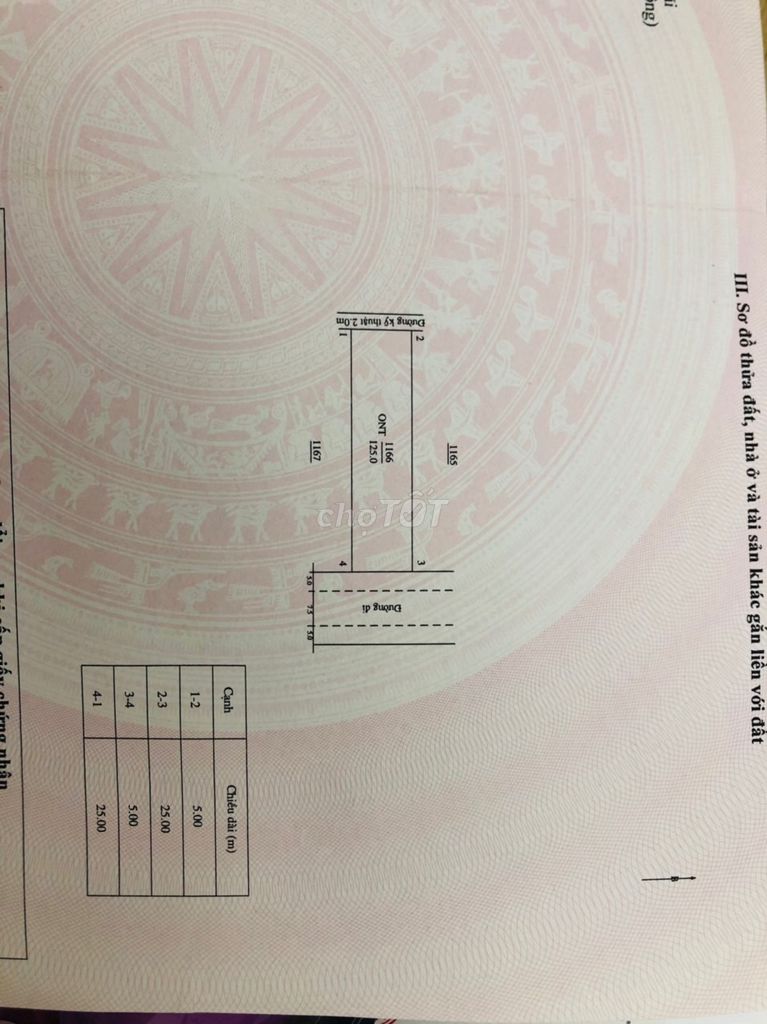 ông)
III. Sơ đồ thửa đất, nhà ở và tài sản khác gắn liền với đất
1165
2
3
Đường kỹ thuật 2.0m
ONT 1166
125.0
Đường đi
1
4
1167
5.0 7.5 5.0
B
Cạnh Chiều dài (m)
1-2 5.00
2-3 25.00
3-4 5.00
4-1 25.00
chợTỐT
khi cấp giấy chứng nhận